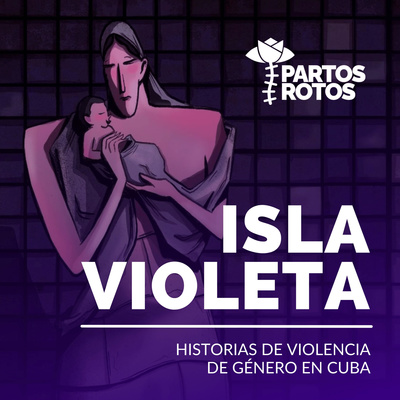 PARTOS
ROTOS
ISLA
VIOLETA
HISTORIAS DE VIOLENCIA
DE GÉNERO EN CUBA